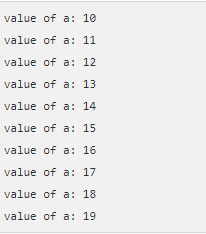 value of a: 10
value of a: 11
value of a: 12
value of a: 13
value of a: 14
value of a: 15
value of a: 16
value of a: 17
value of a: 18
value of a: 19